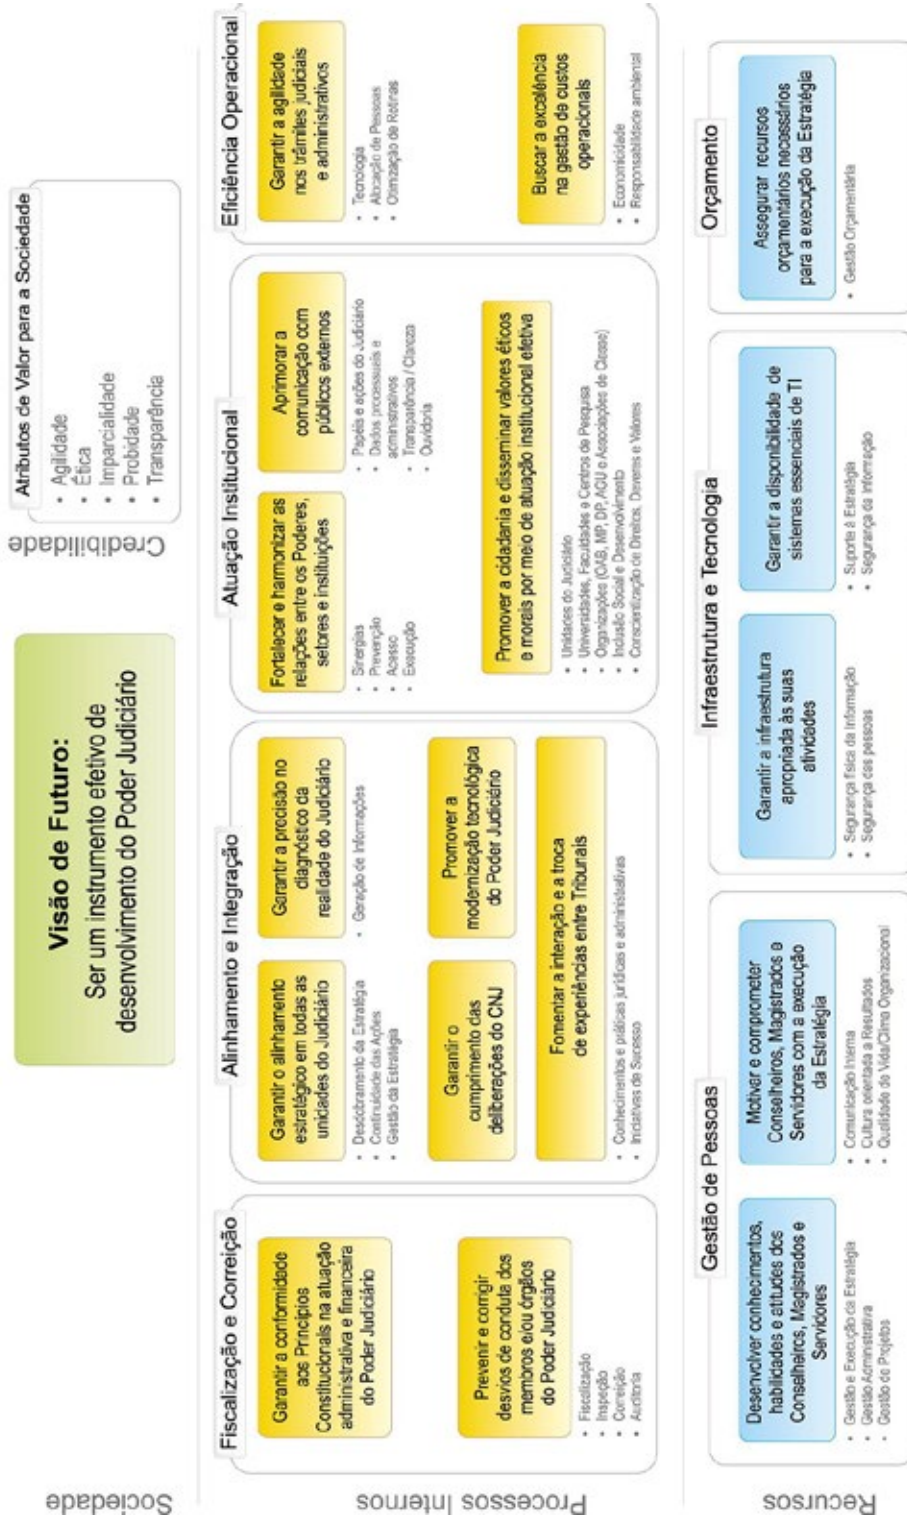 Sociedade
Visão de Futuro:
Ser um instrumento efetivo de
desenvolvimento do Poder Judiciário
Credibilidade
Atributos de Valor para a Sociedade
• Agilidade
• Ética
• Imparcialidade
• Probidade
• Transparência
Processos Internos
Fiscalização e Correição
Garantir a conformidade
aos Princípios
Constitucionais na atuação
administrativa e financeira
do Poder Judiciário
Prevenir e corrigir
desvios de conduta dos
membros e/ou órgãos
do Poder Judiciário
• Fiscalização
• Inspeção
• Correição
• Auditoria
Alinhamento e Integração
Garantir o alinhamento
estratégico em todas as
unidades do Judiciário
• Desdobramento da Estratégia
• Continuidade das Ações
• Gestão da Estratégia
Garantir a precisão no
diagnóstico da
realidade do Judiciário
• Geração de Informações
Garantir o
cumprimento das
deliberações do CNJ
Promover a
modernização tecnológica
do Poder Judiciário
Fomentar a interação e a troca
de experiências entre Tribunais
• Conhecimentos e práticas jurídicas e administrativas
• Iniciativas de Sucesso
Atuação Institucional
Fortalecer e harmonizar as
relações entre os Poderes,
setores e instituições
• Sinergias
• Prevenção
• Acesso
• Execução
Aprimorar a
comunicação com
públicos externos
• Papéis e ações do Judiciário
• Dados processuais e
administrativos
• Transparência / Clareza
• Ouvidoria
Promover a cidadania e disseminar valores éticos
e morais por meio de atuação institucional efetiva
• Unidades do Judiciário
• Universidades, Faculdades e Centros de Pesquisa
• Organizações (OAB, MP, DP, AGU e Associações de Classe)
• Inclusão Social e Desenvolvimento
• Conscientização de Direitos, Deveres e Valores
Eficiência Operacional
Garantir a agilidade
nos trâmites judiciais
e administrativos
• Tecnologia
• Alocação de Pessoas
• Otimização de Rotinas
Buscar a excelência
na gestão de custos
operacionais
• Economicidade
• Responsabilidade ambiental
Recursos
Gestão de Pessoas
Desenvolver conhecimentos,
habilidades e atitudes dos
Conselheiros, Magistrados e
Servidores
• Gestão e Execução da Estratégia
• Gestão Administrativa
• Gestão de Projetos
Motivar e comprometer
Conselheiros, Magistrados e
Servidores com a execução
da Estratégia
• Comunicação Interna
• Cultura orientada a Resultados
• Qualidade de Vida/Clima Organizacional
Infraestrutura e Tecnologia
Garantir a infraestrutura
apropriada às suas
atividades
• Segurança física da Informação
• Segurança das pessoas
Garantir a disponibilidade de
sistemas essenciais de TI
• Suporte à Estratégia
• Segurança da Informação
Orçamento
Assegurar recursos
orçamentários necessários
para a execução da Estratégia
• Gestão Orçamentária